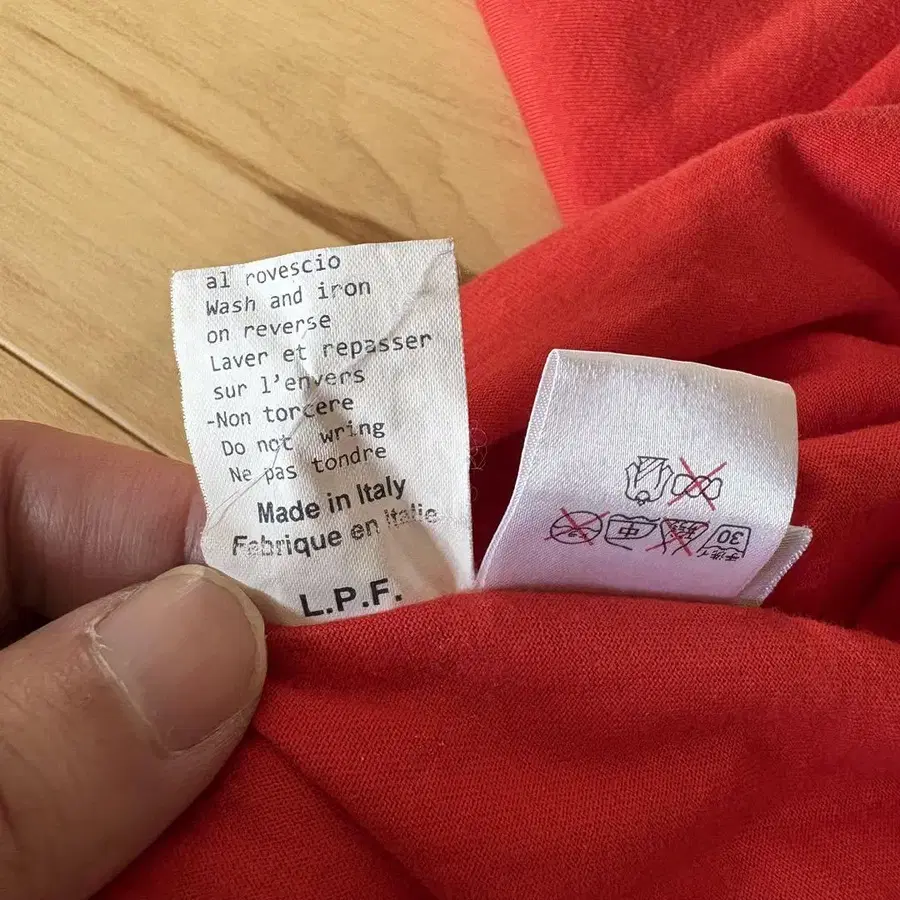 al rovescio
Wash and iron
on reverse
Laver et repasser
sur l'envers
-Non torcere
Do not wring
Ne pas tondre
Made in Italy
Fabrique en Italie
L.P.F.
中
30